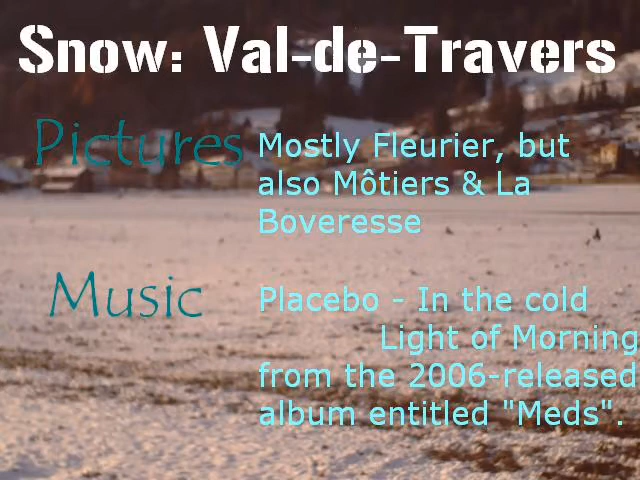 Snow: Val-de-Travers
Pictures
Mostly Fleurier, but
also Môtiers & La
Boveresse
Music
Placebo - In the cold
Light of Morning
from the 2006-released
album entitled "Meds".